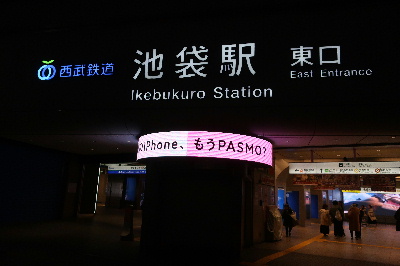 西武鉄道
池袋駅
東口
East Entrance
Ikebukuro Station
iPhone、もうPASMO?